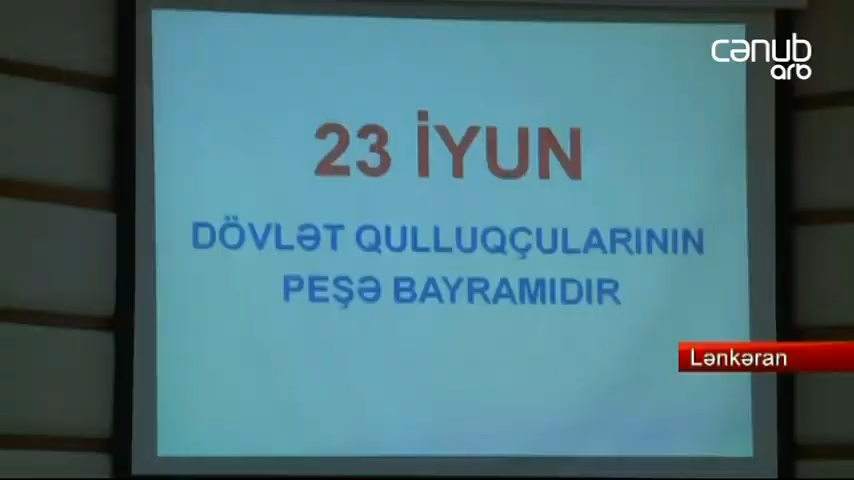 cənub
arb
23 İYUN
DÖVLƏT QULLUQÇULARININ
PEŞƏ BAYRAMIDIR
Lənkəran